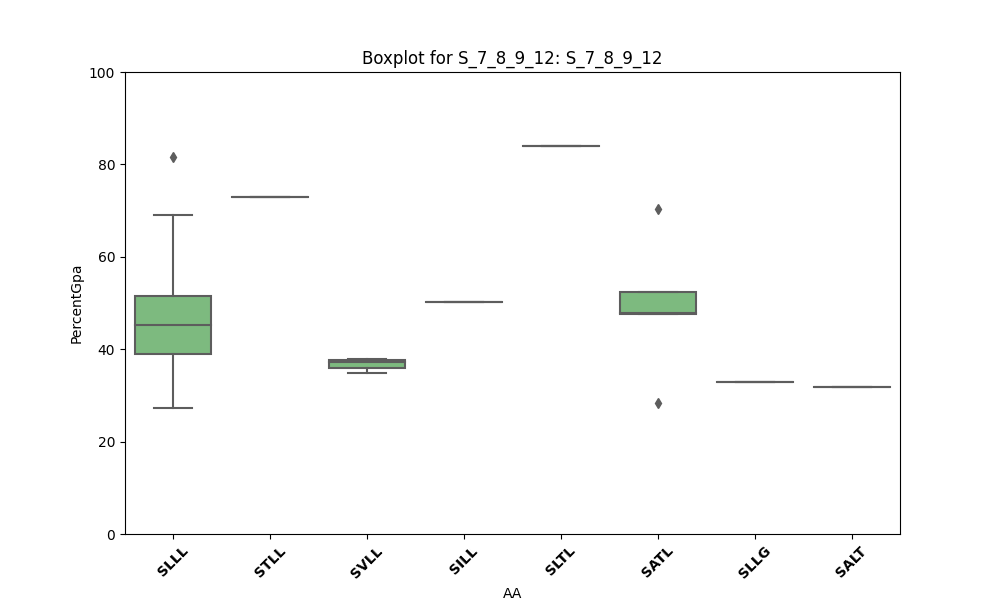 Boxplot for S_7_8_9_12: S_7_8_9_12
100
80
60
40
20
0
PercentGpa
SLLL
STLL
SVLL
SILL
SLTL
SATL
SLLG
SALT
AA